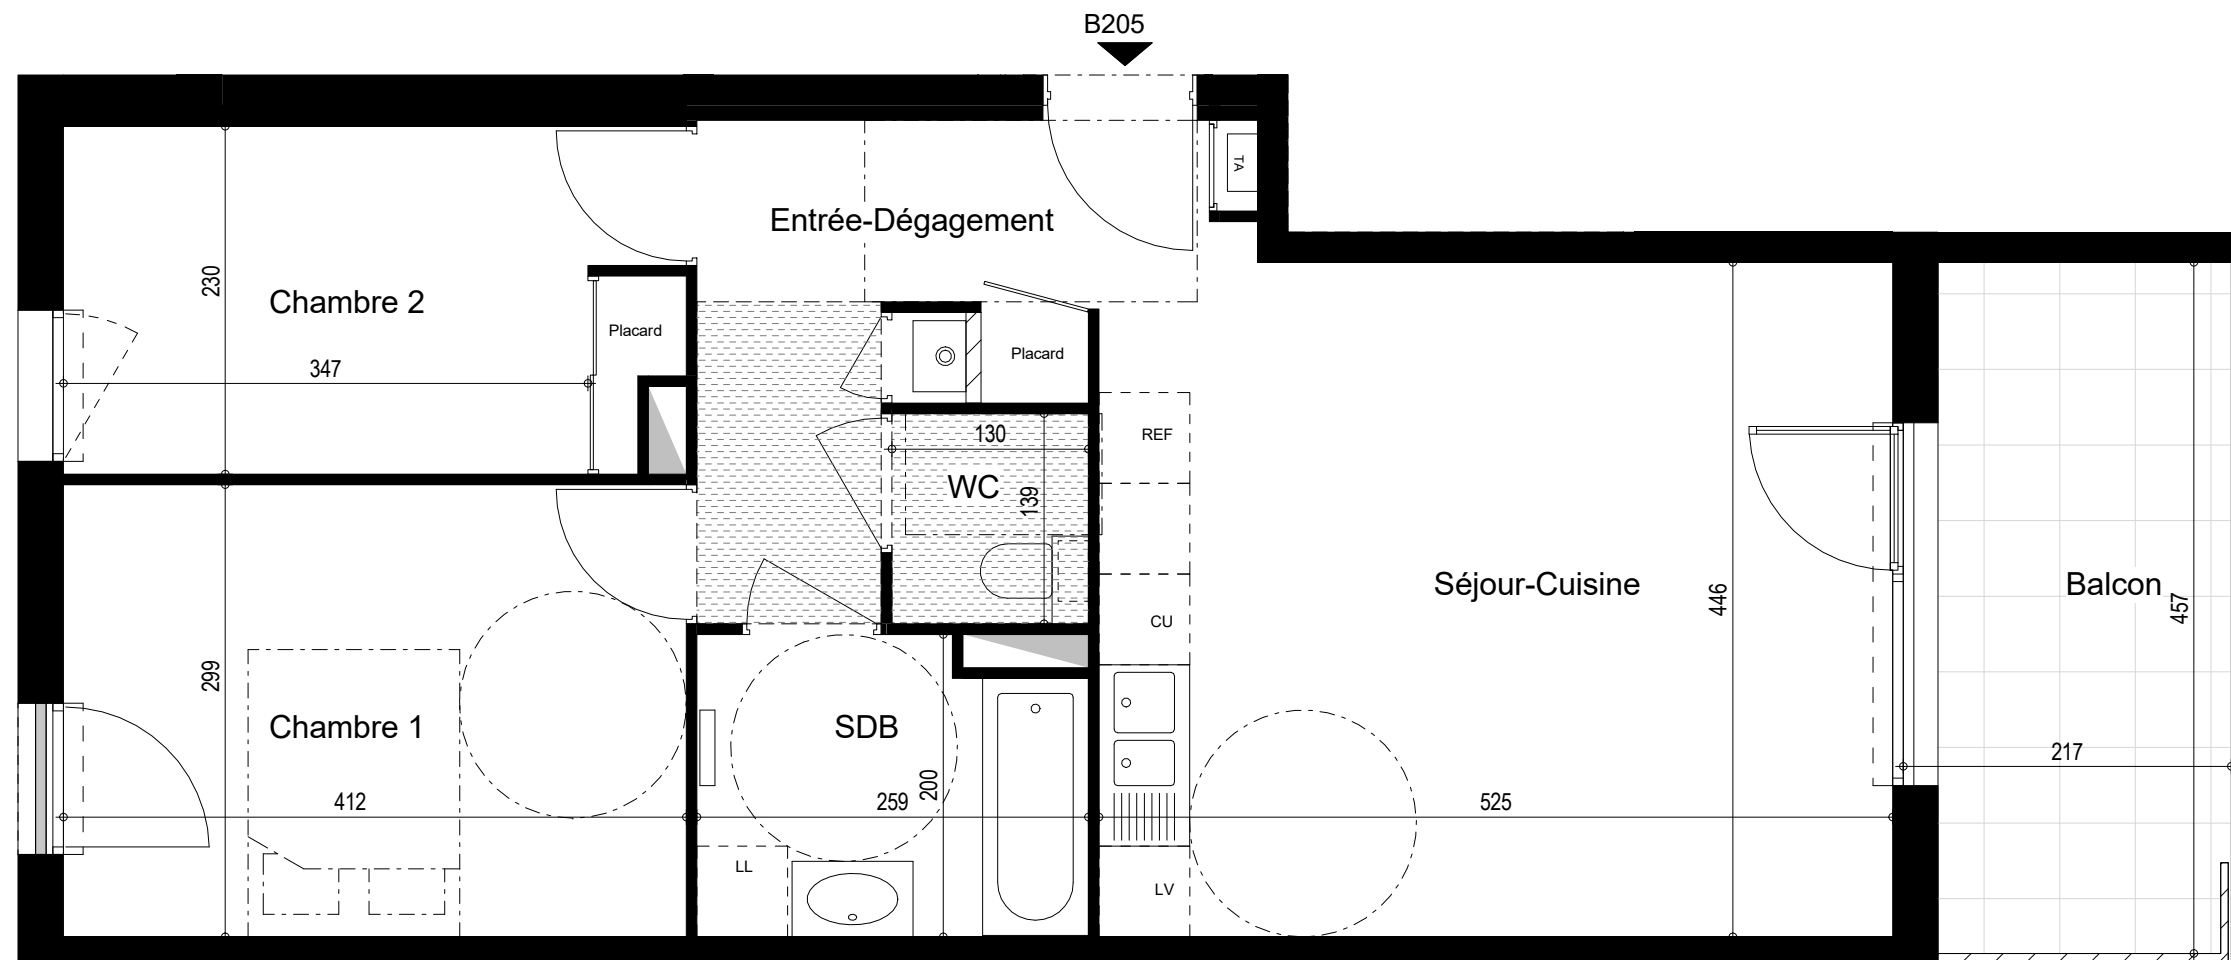 B205
TA
Entrée-Dégagement
230
Chambre 2
Placard
Placard
347
REF
130
WC
139
Séjour-Cuisine
446
Balcon
457
CU
299
Chambre 1
SDB
200
217
412
259
525
LL
LV